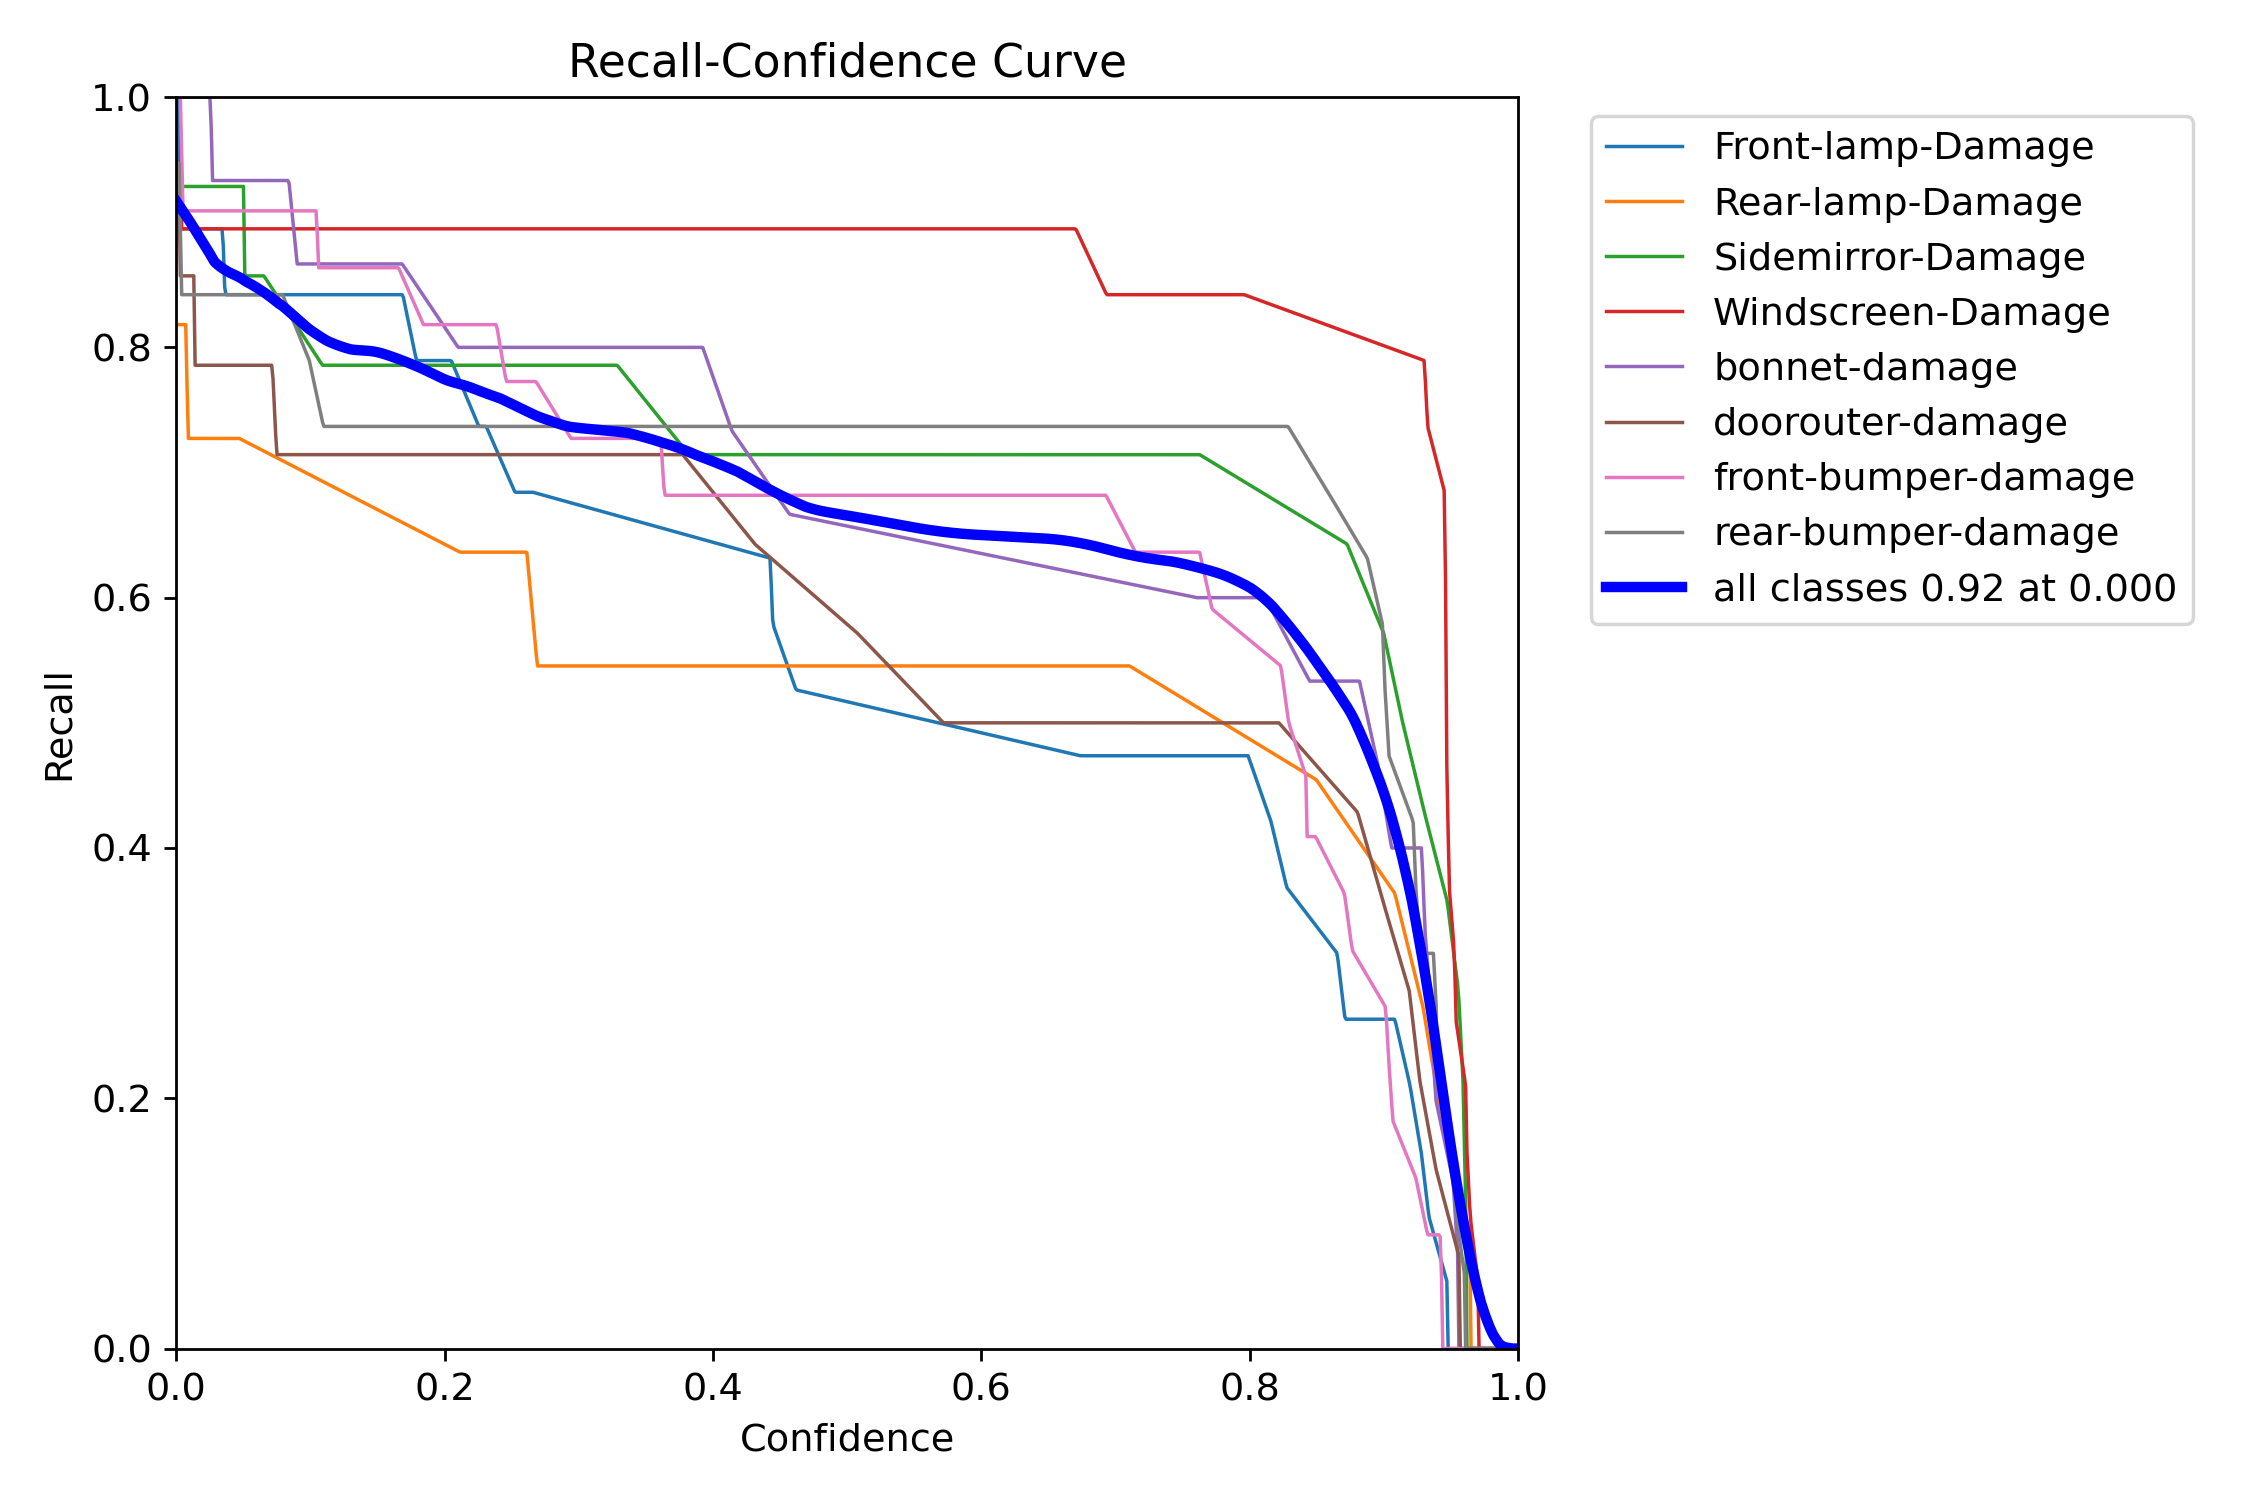 Recall-Confidence Curve
1.0
0.8
0.6
0.4
0.2
0.0
Recall
0.0 0.2 0.4 0.6 0.8 1.0
Confidence
Front-lamp-Damage
Rear-lamp-Damage
Sidemirror-Damage
Windscreen-Damage
bonnet-damage
doorouter-damage
front-bumper-damage
rear-bumper-damage
all classes 0.92 at 0.000